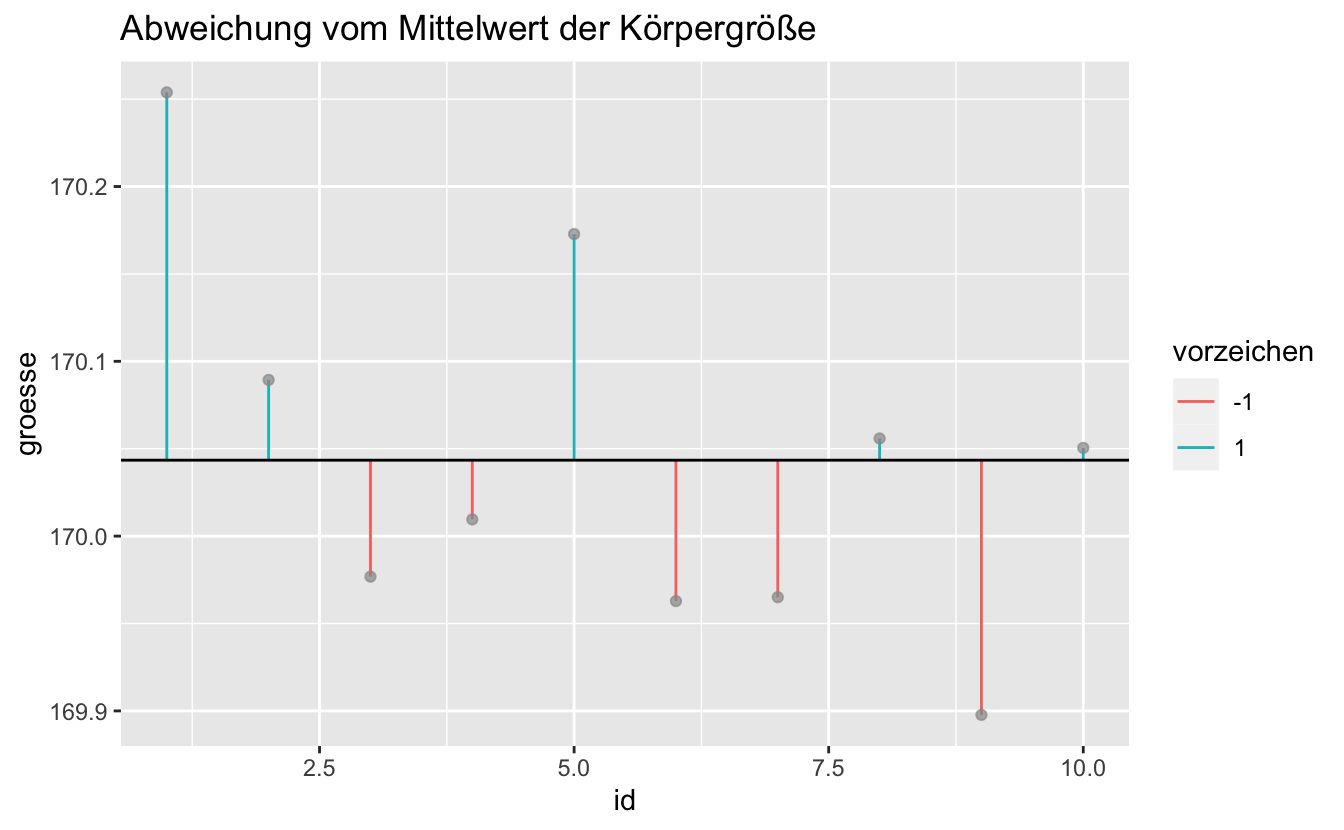 Abweichung vom Mittelwert der Körpergröße
groesse
170.2
170.1
170.0
169.9
2.5
5.0
7.5
10.0
id
vorzeichen
-1
1